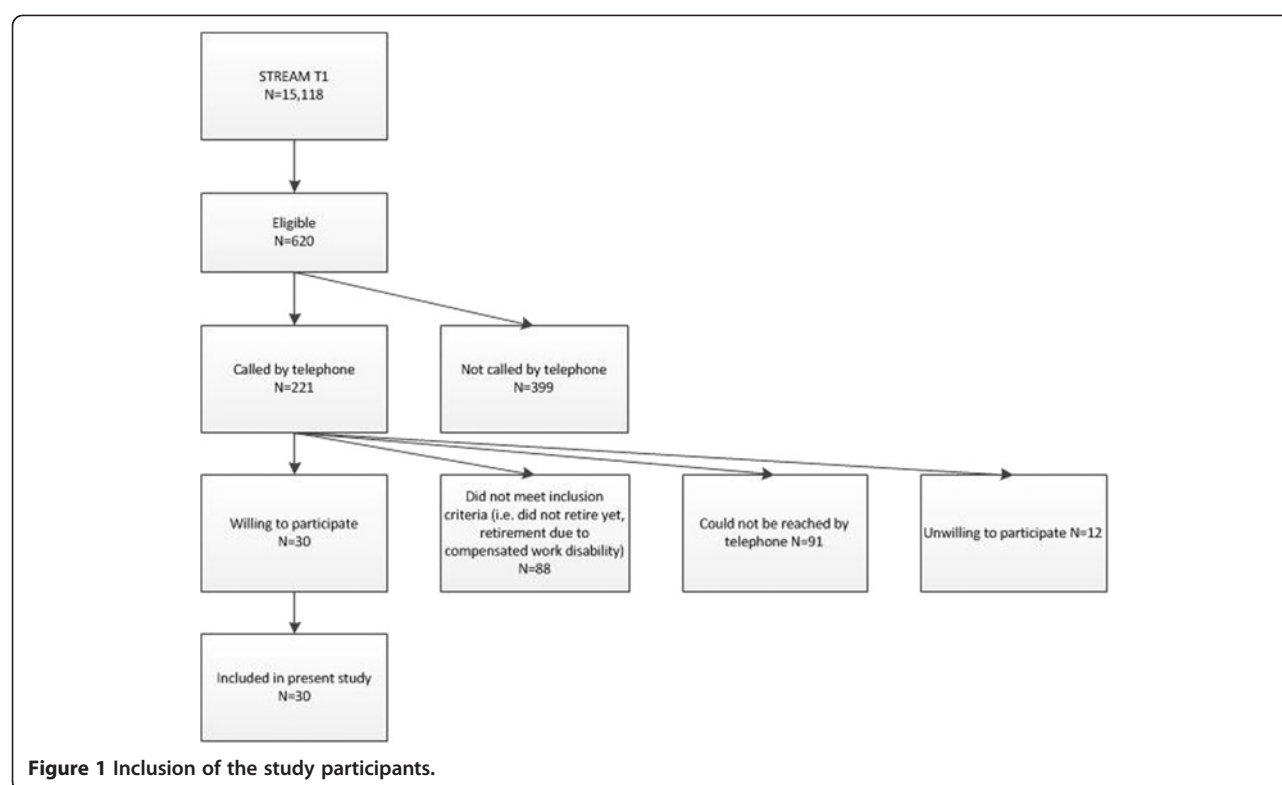 STREAM T1
N=15,118
Eligible
N=620
Called by telephone
N=221
Not called by telephone
N=399
Willing to participate
N=30
Did not meet inclusion
criteria (i.e. did not retire yet,
retirement due to
compensated work disability)
N=88
Could not be reached by
telephone N=91
Unwilling to participate N=12
Included in present study
N=30
Figure 1 Inclusion of the study participants.